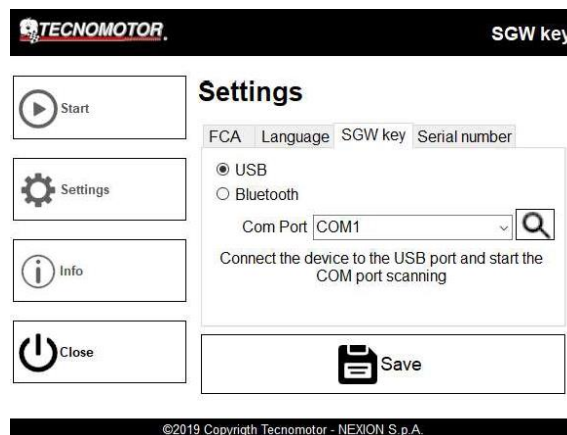 TECNOMOTOR.
SGW key
Start
Settings
Info
Close
Settings
FCA Language SGW key Serial number
USB
Bluetooth
Com Port COM1
Connect the device to the USB port and start the
COM port scanning
Save
©2019 Copyrigth Tecnomotor - NEXION S.p.A.